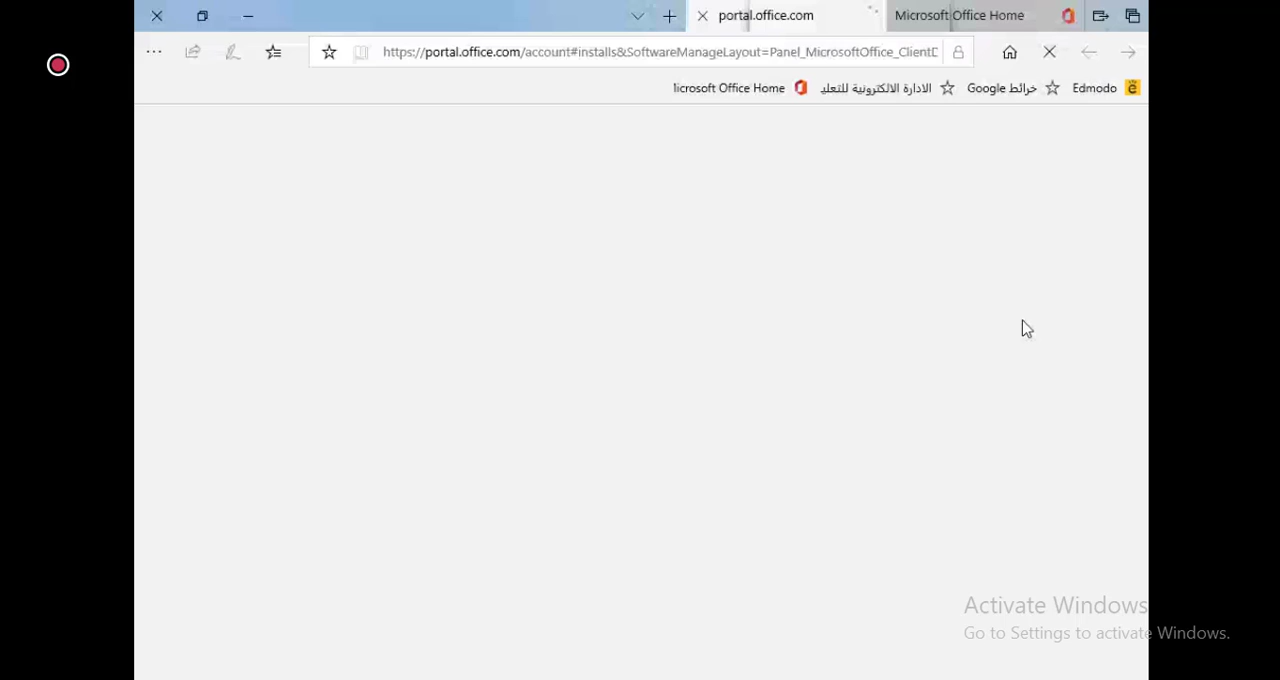 portal.office.com
Microsoft Office Home
https://portal.office.com/account#installs&SoftwareManageLayout=Panel_MicrosoftOffice_ClientD
Edmodo
خرائط Google
الادارة الالكترونية للتعلي
licrosoft Office Home
Activate Windows
Go to Settings to activate Windows.